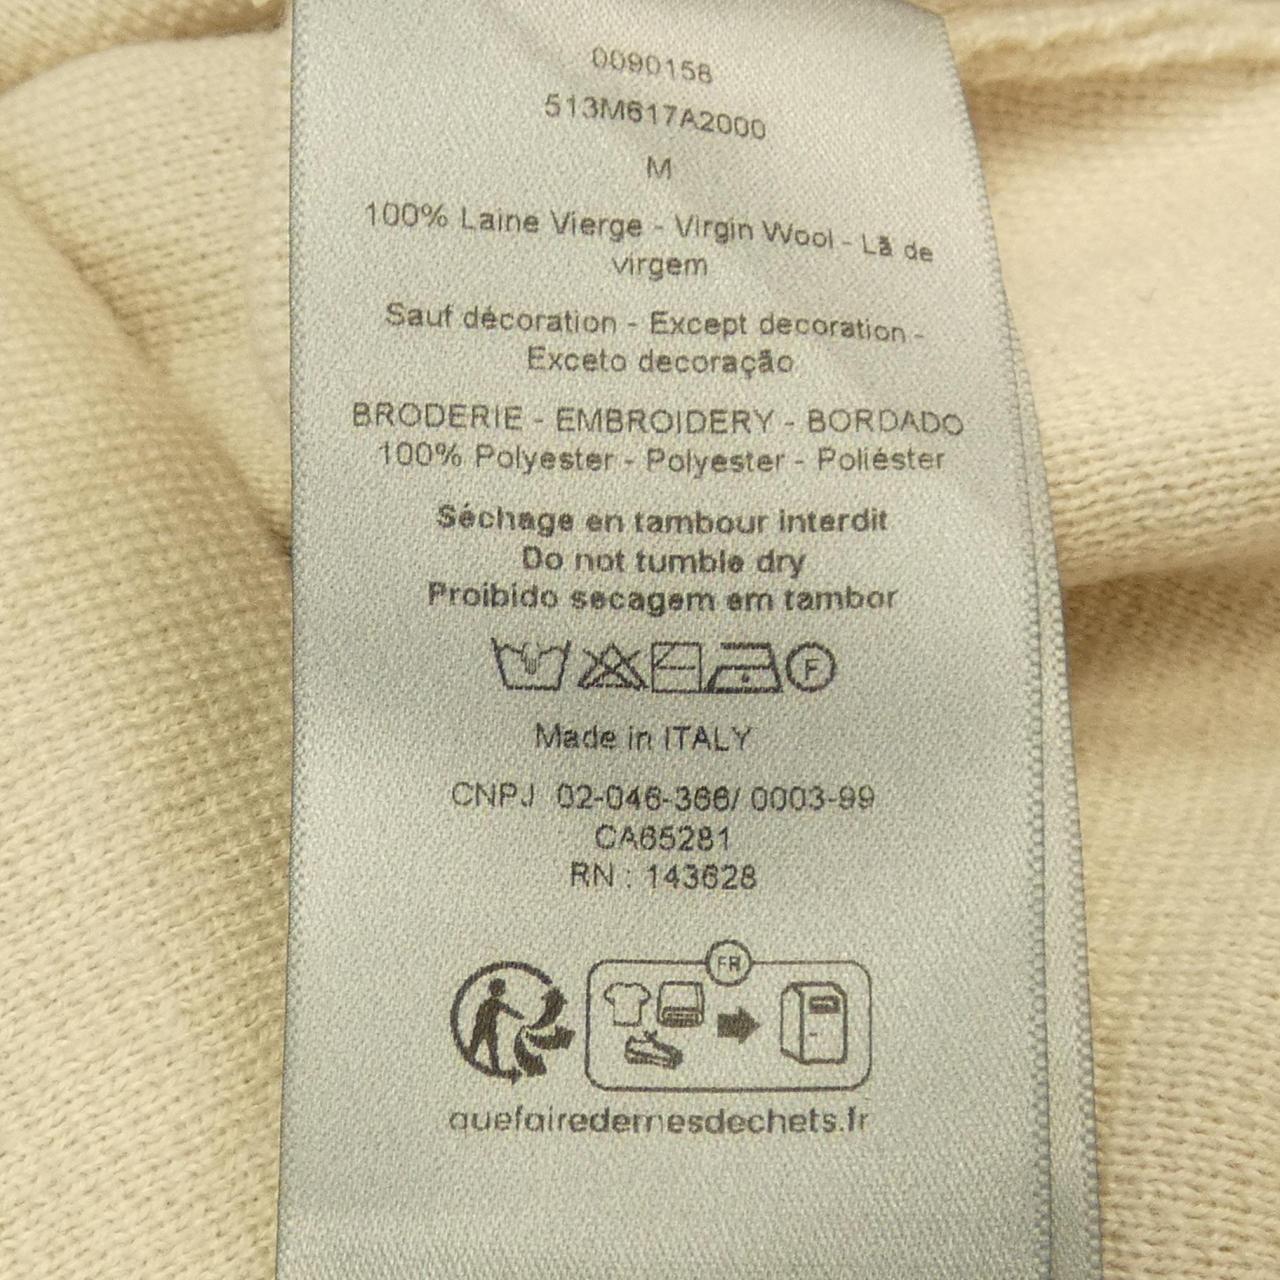 0090158
513M617A2000
M
100% Laine Vierge - Virgin Wool - Lã de
virgem
Sauf décoration - Except decoration -
Exceto decoração
BRODERIE - EMBROIDERY - BORDADO
100% Polyester - Polyester - Poliéster
Séchage en tambour interdit
Do not tumble dry
Proibido secagem em tambor
F
Made in ITALY
CNPJ 02-046-366/ 0003-99
CA65281
RN : 143628
FR
quefairedemesdechets.fr